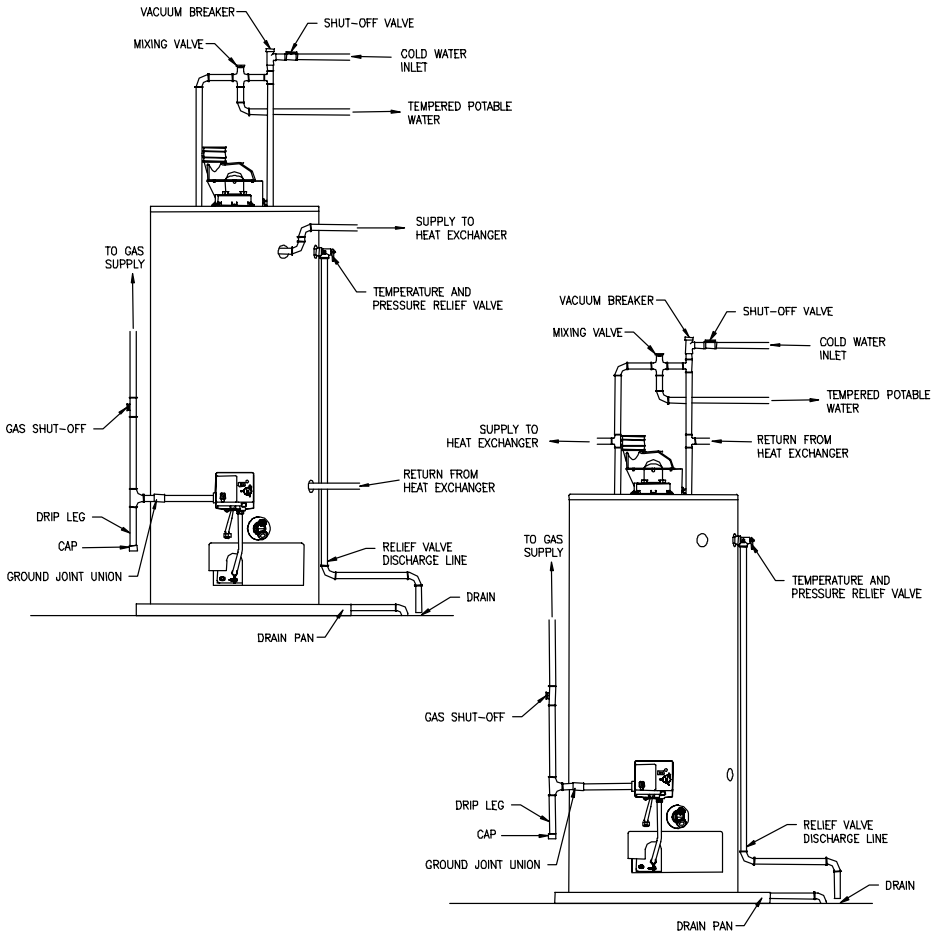 VACUUM BREAKER
SHUT-OFF VALVE
MIXING VALVE
COLD WATER
INLET
TEMPERED POTABLE
WATER
SUPPLY TO
HEAT EXCHANGER
TO GAS
SUPPLY
TEMPERATURE AND
PRESSURE RELIEF VALVE
GAS SHUT-OFF
RETURN FROM
HEAT EXCHANGER
DRIP LEG
CAP
GROUND JOINT UNION
RELIEF VALVE
DISCHARGE LINE
DRAIN
DRAIN PAN
VACUUM BREAKER
SHUT-OFF VALVE
MIXING VALVE
COLD WATER
INLET
TEMPERED POTABLE
WATER
SUPPLY TO
HEAT EXCHANGER
RETURN FROM
HEAT EXCHANGER
TO GAS
SUPPLY
TEMPERATURE AND
PRESSURE RELIEF VALVE
GAS SHUT-OFF
DRIP LEG
CAP
GROUND JOINT UNION
RELIEF VALVE
DISCHARGE LINE
DRAIN
DRAIN PAN